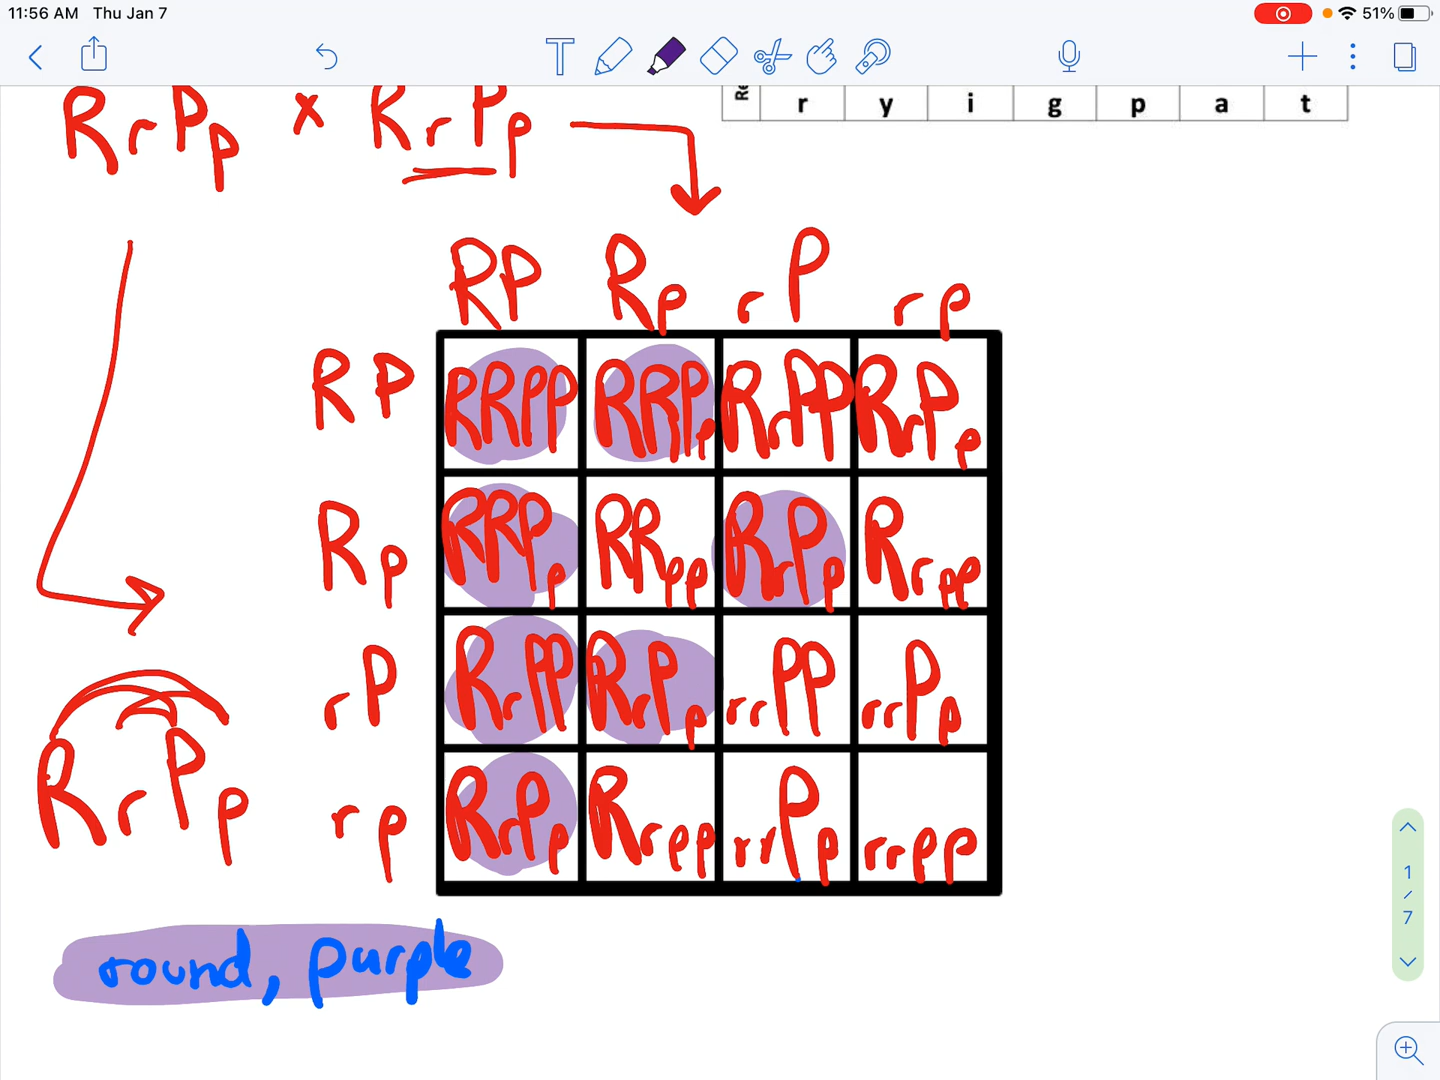 11:56 AM Thu Jan 7 51%
T
RrPp x RrPp
r y i g p a t
RP Rp rP rp
RP RRPP RRPp RrPP RrPp
Rp RRPp RRpp RrPp Rrpp
rP RrPP RrPp rrPP rrPp
rp RrPp Rrpp rrPp rrpp
RrPp
round, purple
1
/
7